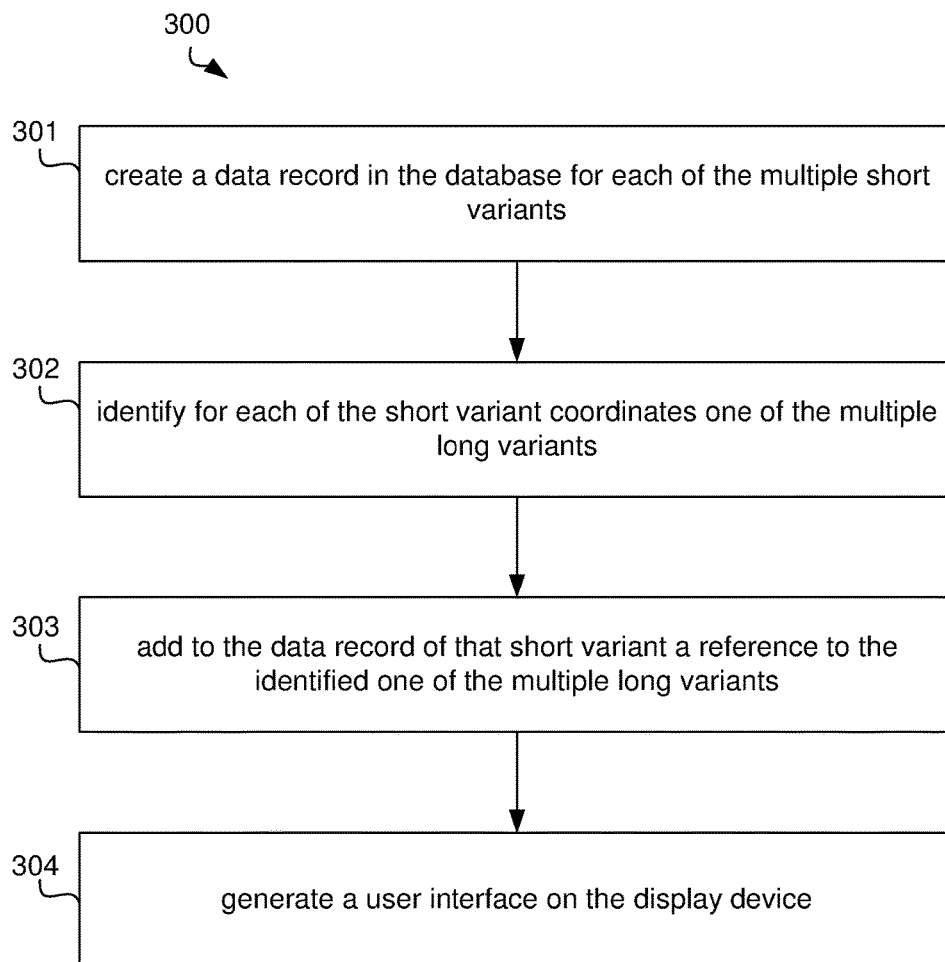 300
301
create a data record in the database for each of the multiple short
variants
302
identify for each of the short variant coordinates one of the multiple
long variants
303
add to the data record of that short variant a reference to the
identified one of the multiple long variants
304
generate a user interface on the display device